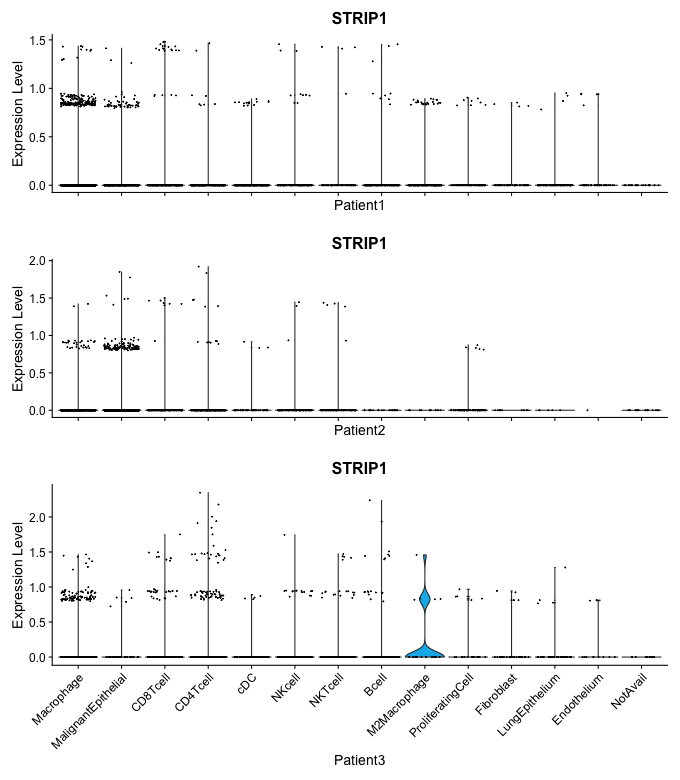 STRIP1
Expression Level
1.5
1.0
0.5
0.0
Patient1
STRIP1
Expression Level
2.0
1.5
1.0
0.5
0.0
Patient2
STRIP1
Expression Level
2.0
1.5
1.0
0.5
0.0
Macrophage
MalignantEpithelial
CD8Tcell
CD4Tcell
cDC
NKcell
NKTcell
Bcell
M2Macrophage
ProliferatingCell
Fibroblast
LungEpithelium
Endothelium
NotAvail
Patient3